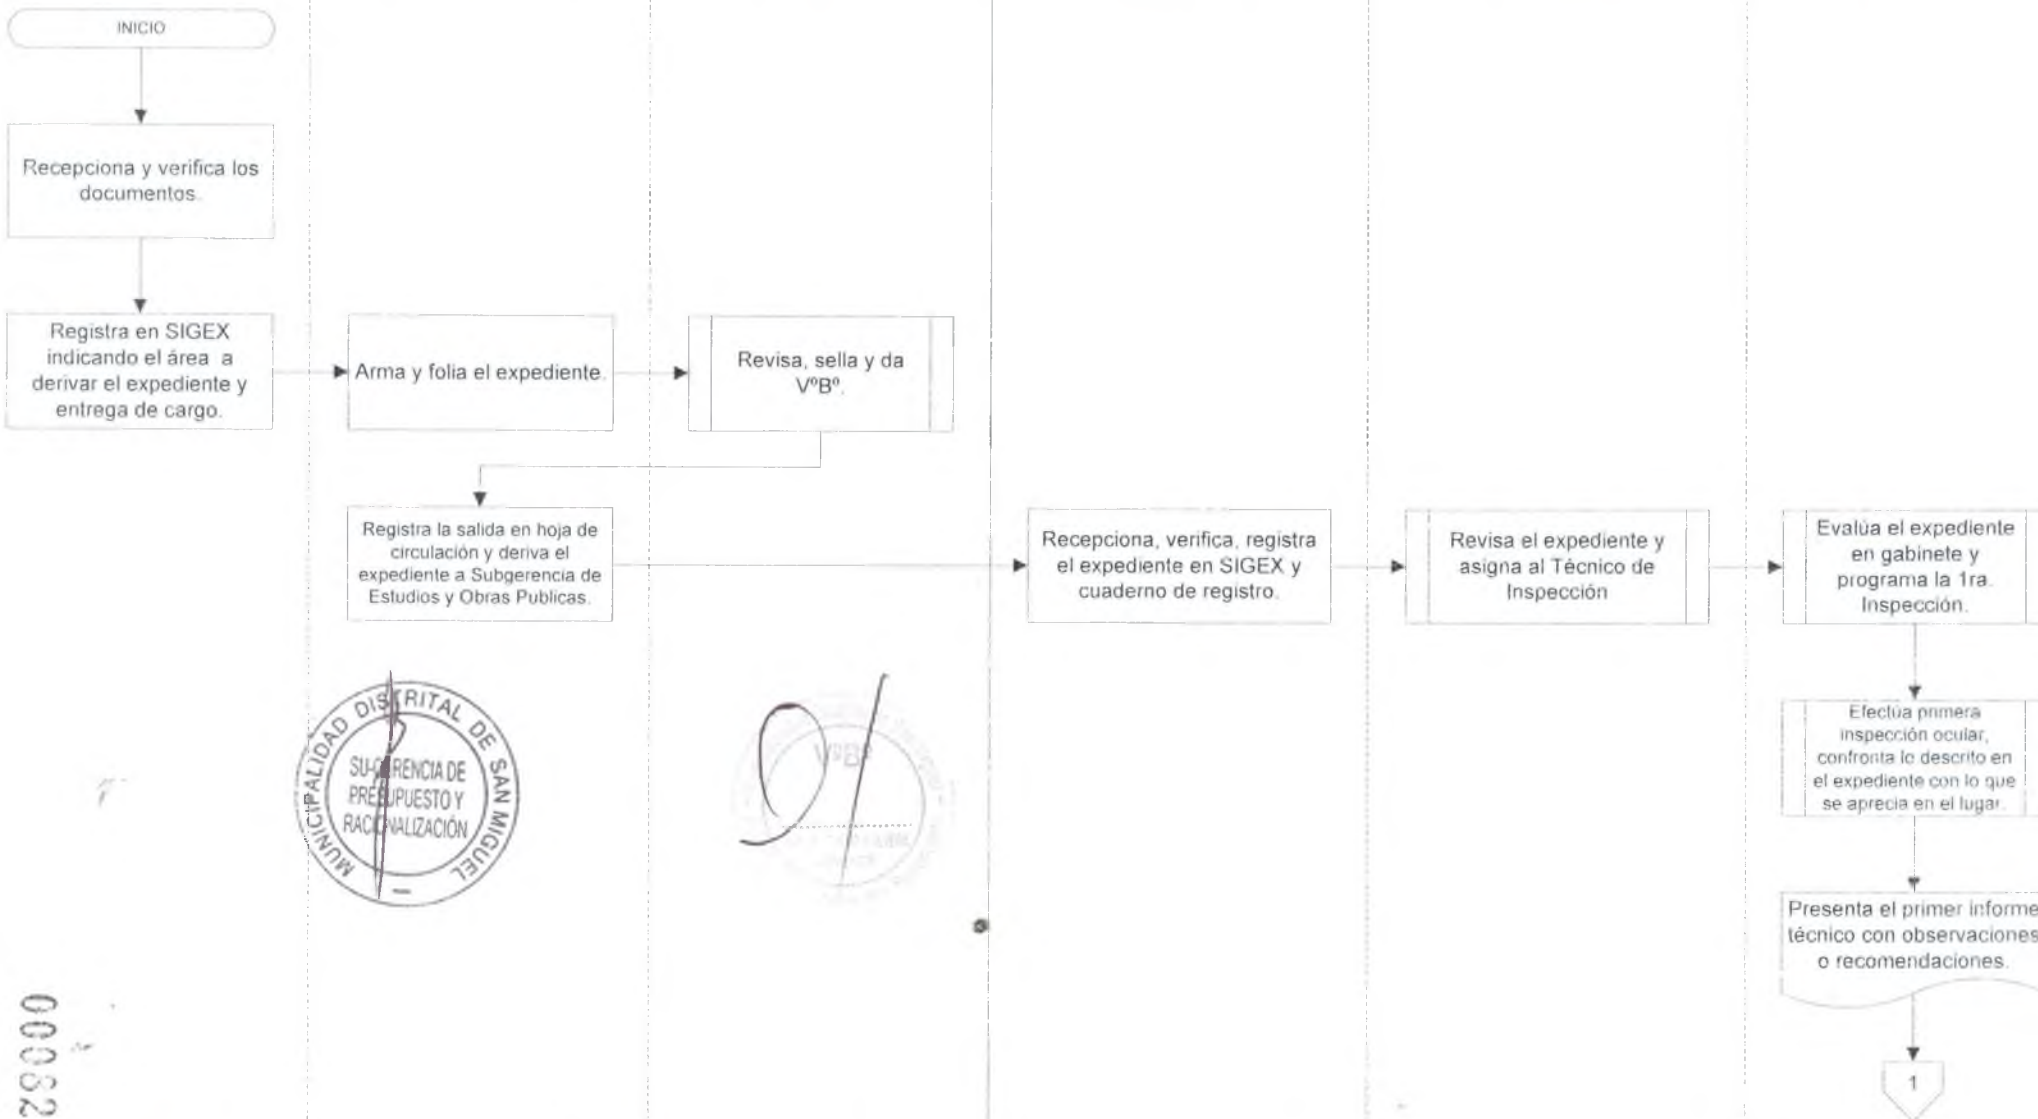 INICIO
Recepciona y verifica los
documentos.
Registra en SIGEX
indicando el área a
derivar el expediente y
entrega de cargo.
Arma y folia el expediente.
Revisa, sella y da
VºBº.
Registra la salida en hoja de
circulación y deriva el
expediente a Subgerencia de
Estudios y Obras Publicas.
Recepciona, verifica, registra
el expediente en SIGEX y
cuaderno de registro.
Revisa el expediente y
asigna al Técnico de
Inspección
Evalúa el expediente
en gabinete y
programa la 1ra.
Inspección.
Efectúa primera
inspección ocular,
confronta lo descrito en
el expediente con lo que
se aprecia en el lugar.
Presenta el primer informe
técnico con observaciones
o recomendaciones.
1
MUNICIPALIDAD DISTRITAL DE SAN MIGUEL
SU-GERENCIA DE
PRESUPUESTO Y
RACIONALIZACIÓN
VºBº
000082